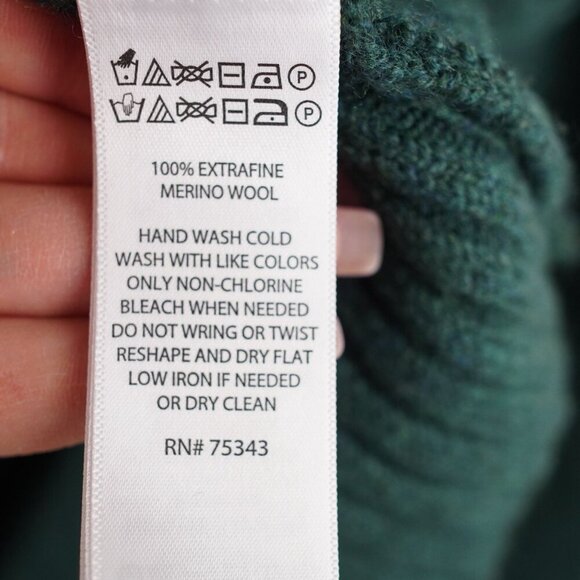 P
P
100% EXTRAFINE
MERINO WOOL
HAND WASH COLD
WASH WITH LIKE COLORS
ONLY NON-CHLORINE
BLEACH WHEN NEEDED
DO NOT WRING OR TWIST
RESHAPE AND DRY FLAT
LOW IRON IF NEEDED
OR DRY CLEAN
RN# 75343